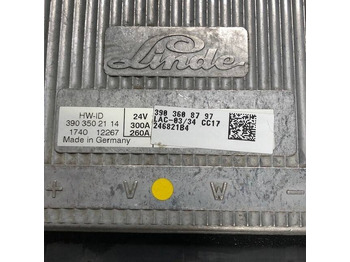 Linde
HW-ID
390 350 21 14
1740 12267
Made in Germany
24V
300A
260A
390 360 87 97
LAC-03/34 CC17
246821B4
+ V W -